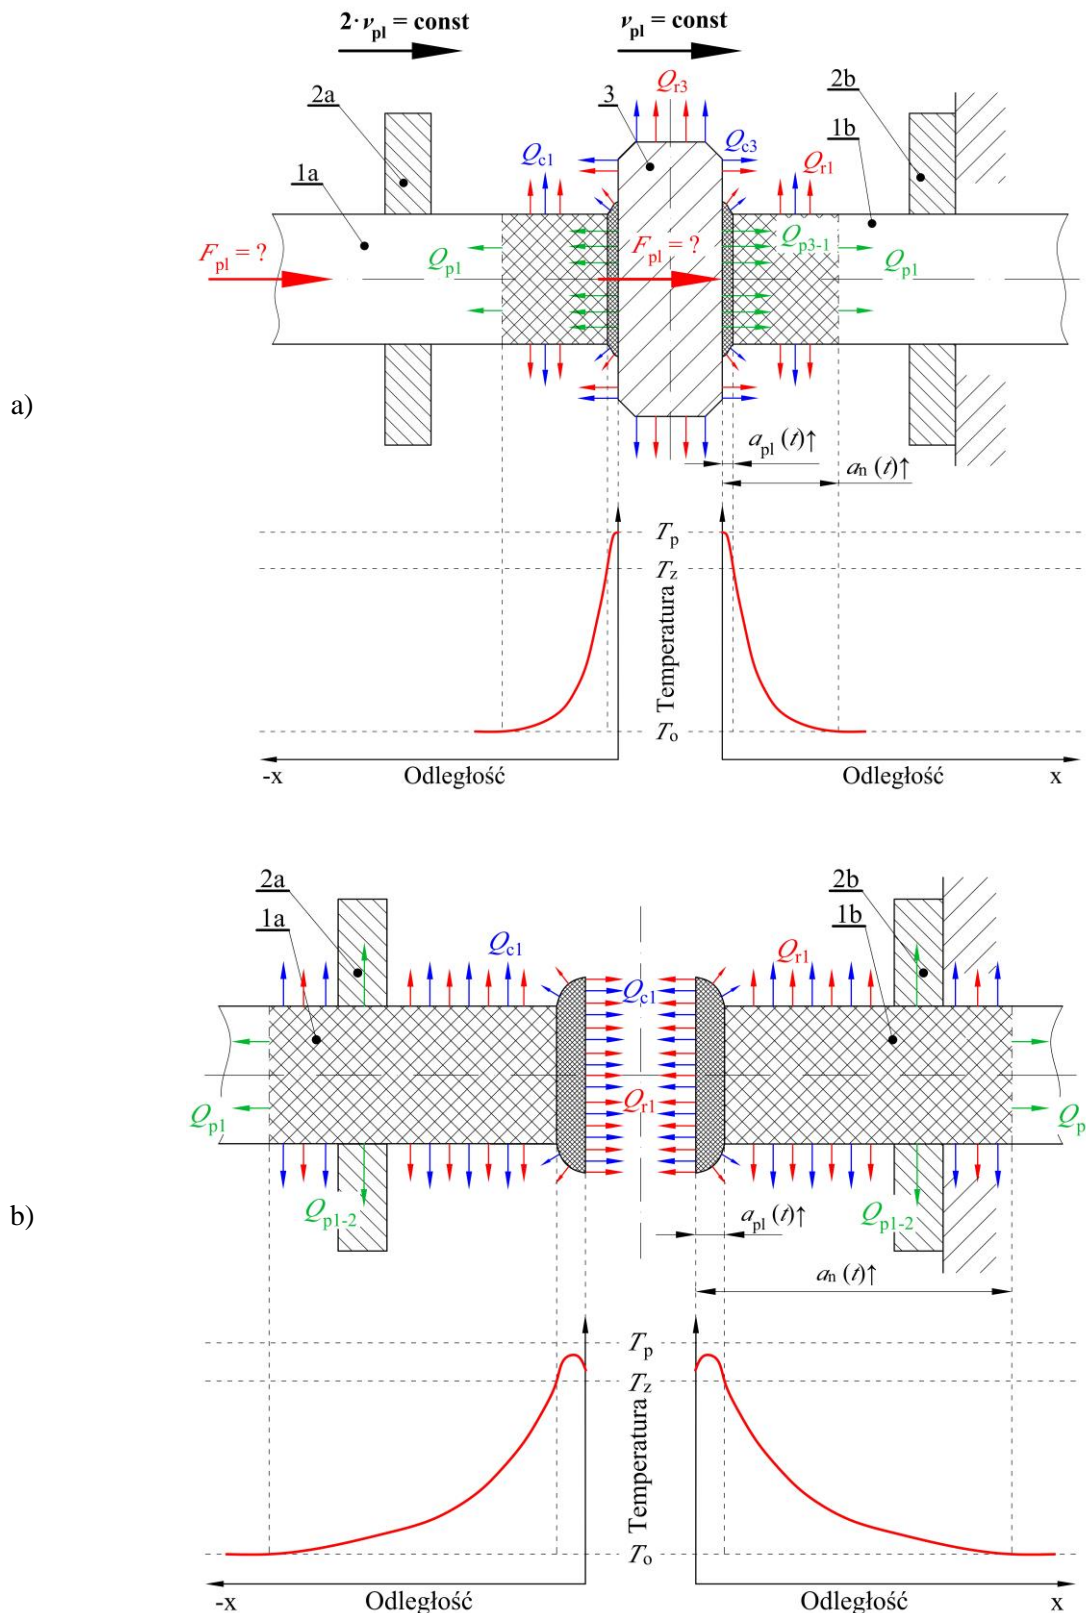 2·νpl = const νpl = const
2a 3 Qr3 2b
1a Qc1 Qc3 Qr1 1b
Fpl = ? Qp1 Fpl = ? Qp3-1 Qp1
a)
apl (t)↑
an (t)↑
Tp
Tz
Temperatura
To
-x Odległość Odległość x
2a 2b
1a Qc1 Qr1 1b
Qc1
Qp1 Qr1 Qp
b)
Qp1-2 apl (t)↑ Qp1-2
an (t)↑
Tp
Tz
Temperatura
To
-x Odległość Odległość x